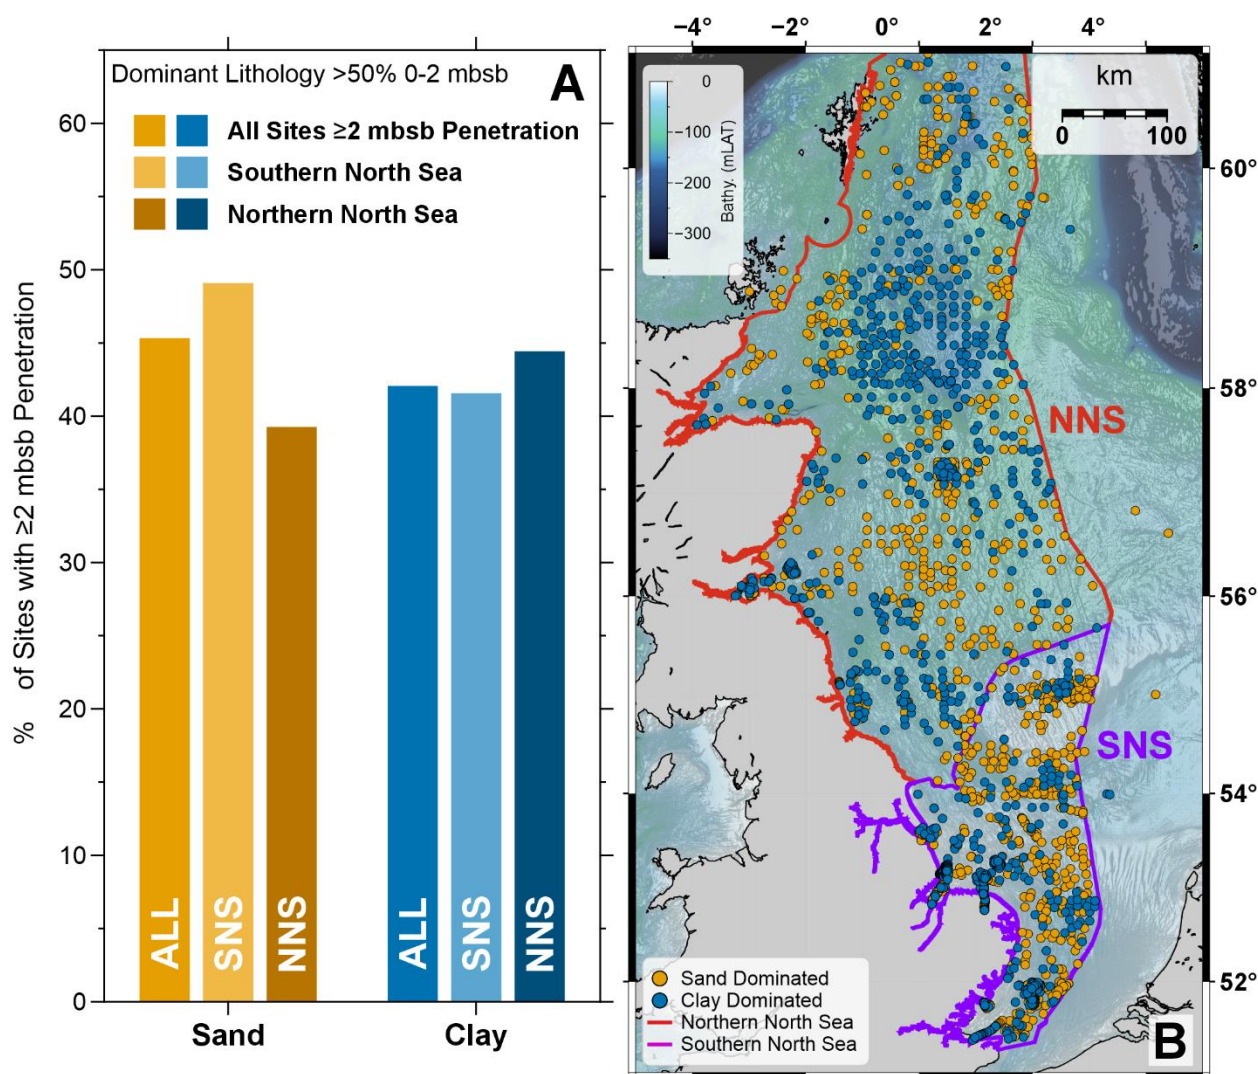 Dominant Lithology >50% 0-2 mbsb
A
All Sites ≥2 mbsb Penetration
Southern North Sea
Northern North Sea
% of Sites with ≥2 mbsb Penetration
60
50
40
30
20
10
0
ALL
SNS
NNS
ALL
SNS
NNS
Sand
Clay
−4°
−2°
0°
2°
4°
0
−100
−200
−300
Bathy. (mLAT)
km
0
100
60°
58°
56°
54°
52°
NNS
SNS
Sand Dominated
Clay Dominated
Northern North Sea
Southern North Sea
B